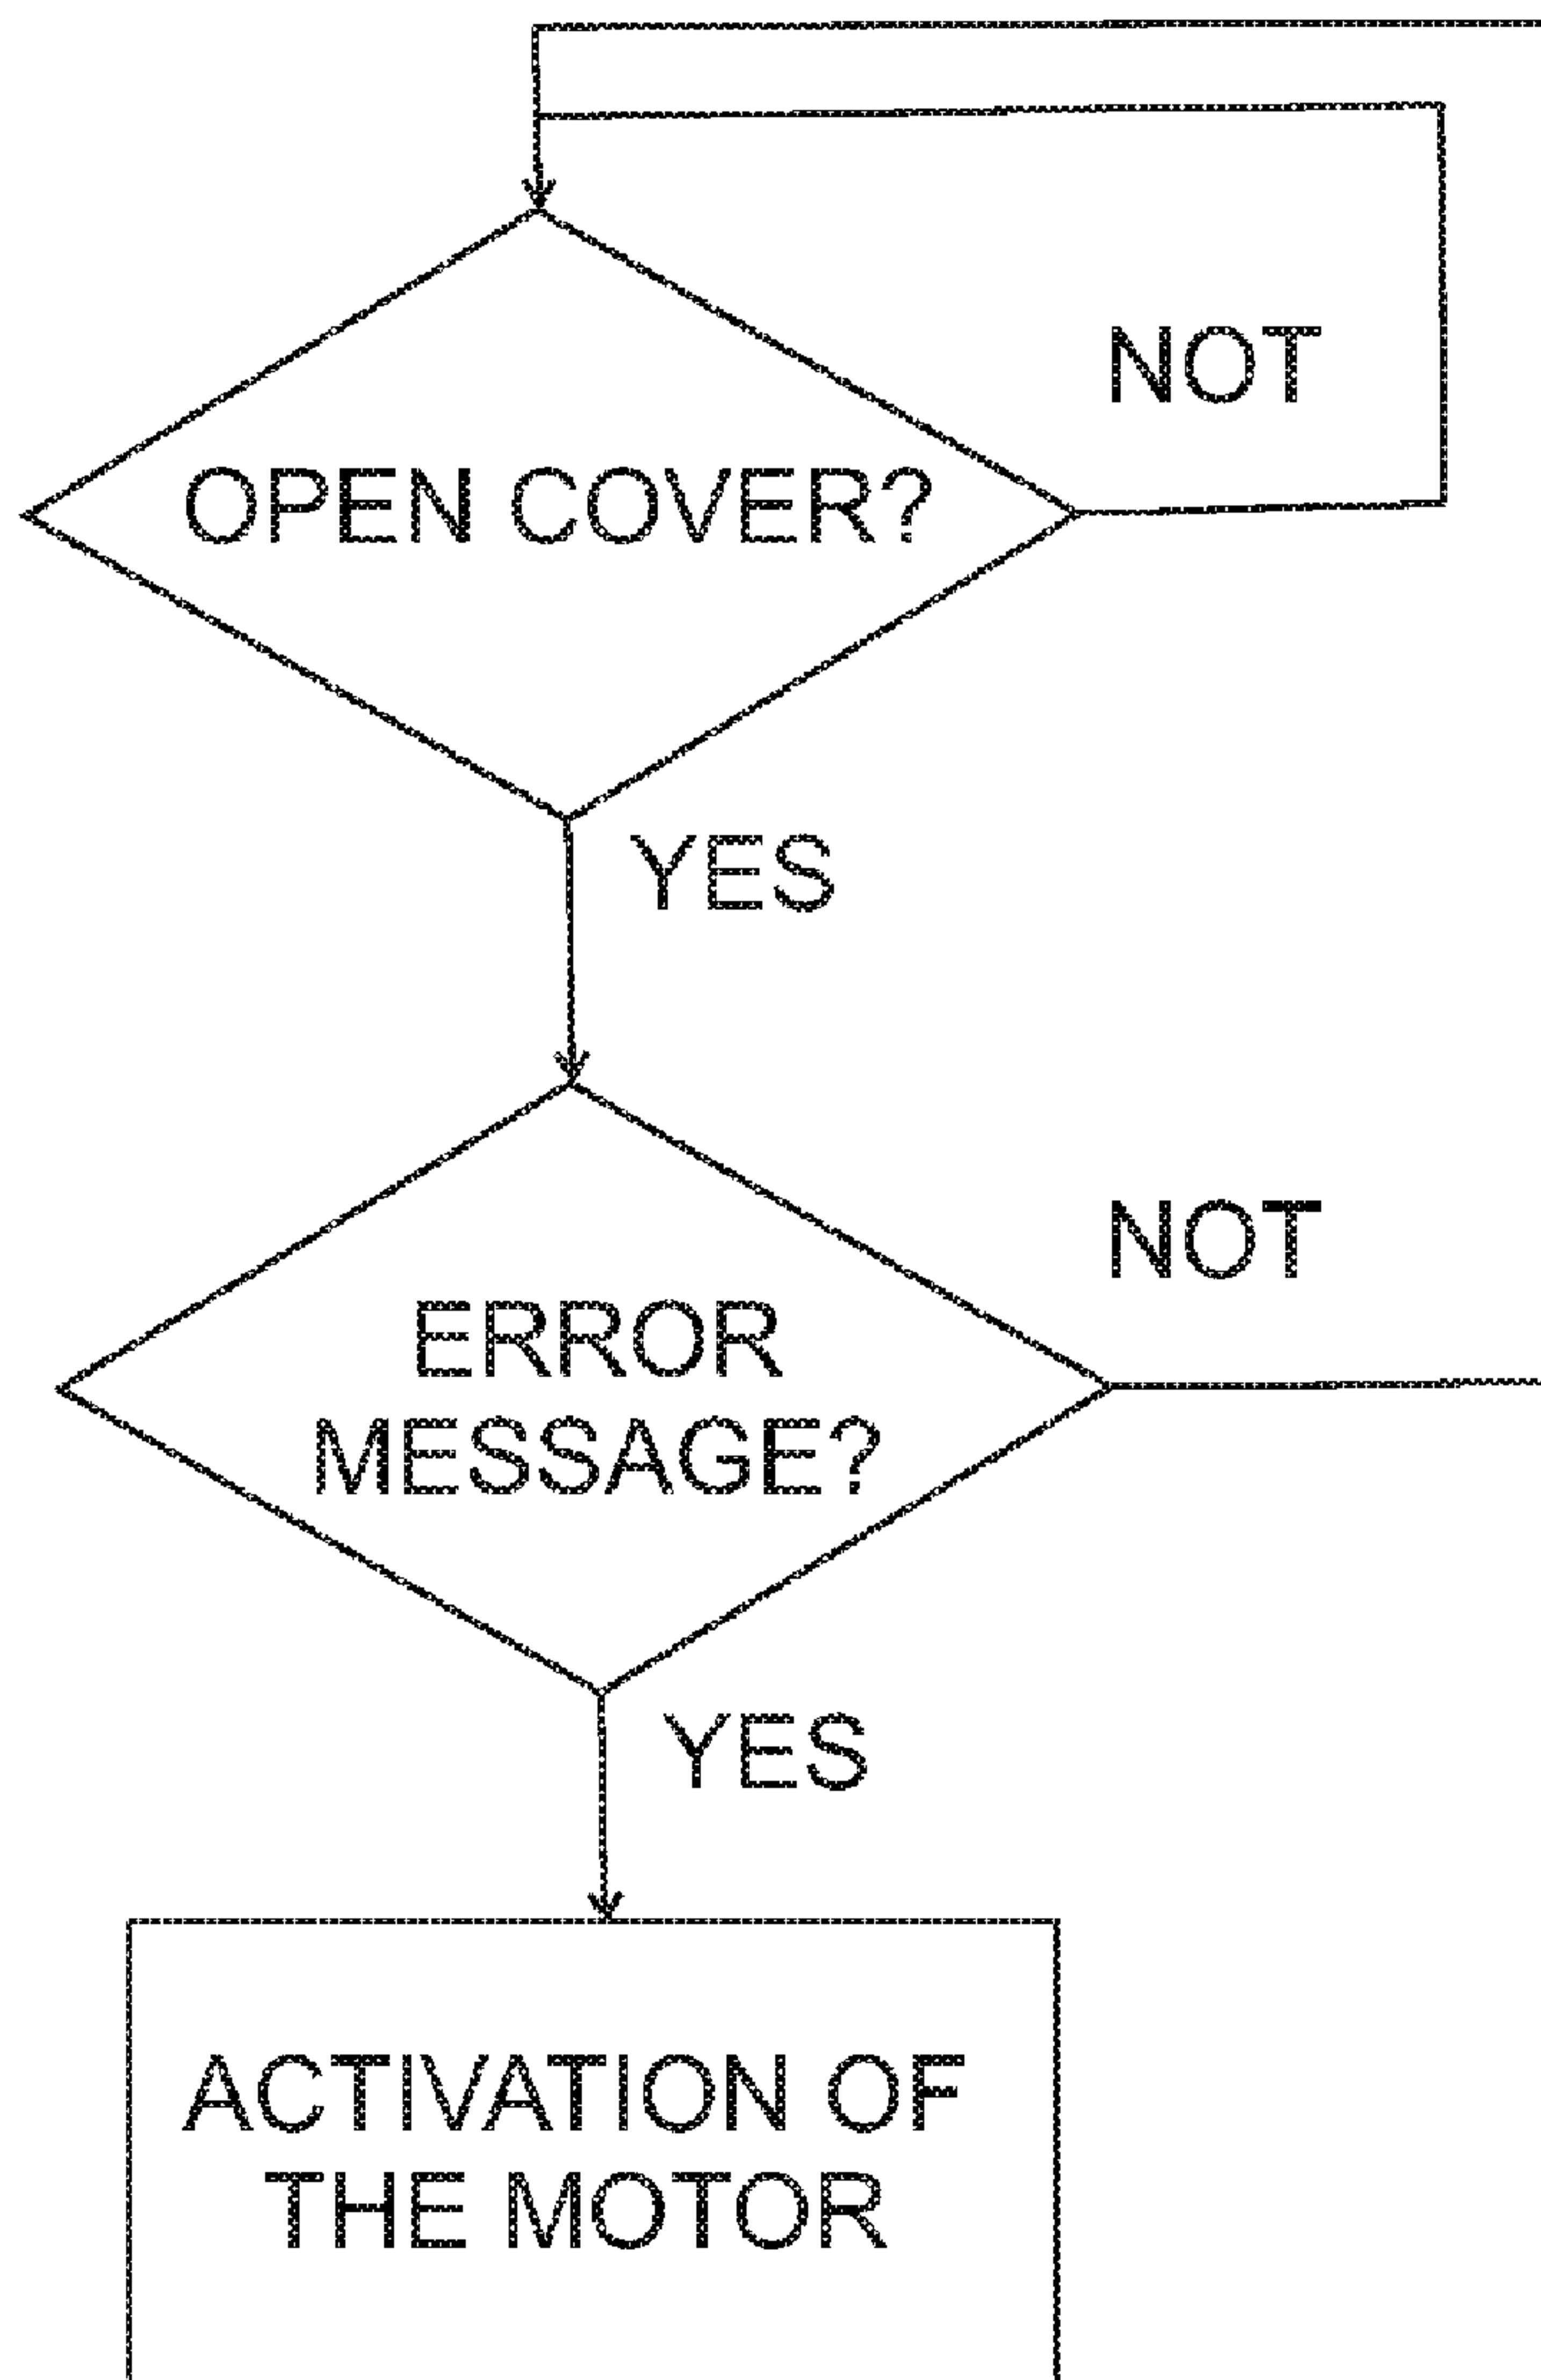 NOT
OPEN COVER?
YES
NOT
ERROR
MESSAGE?
YES
ACTIVATION OF
THE MOTOR